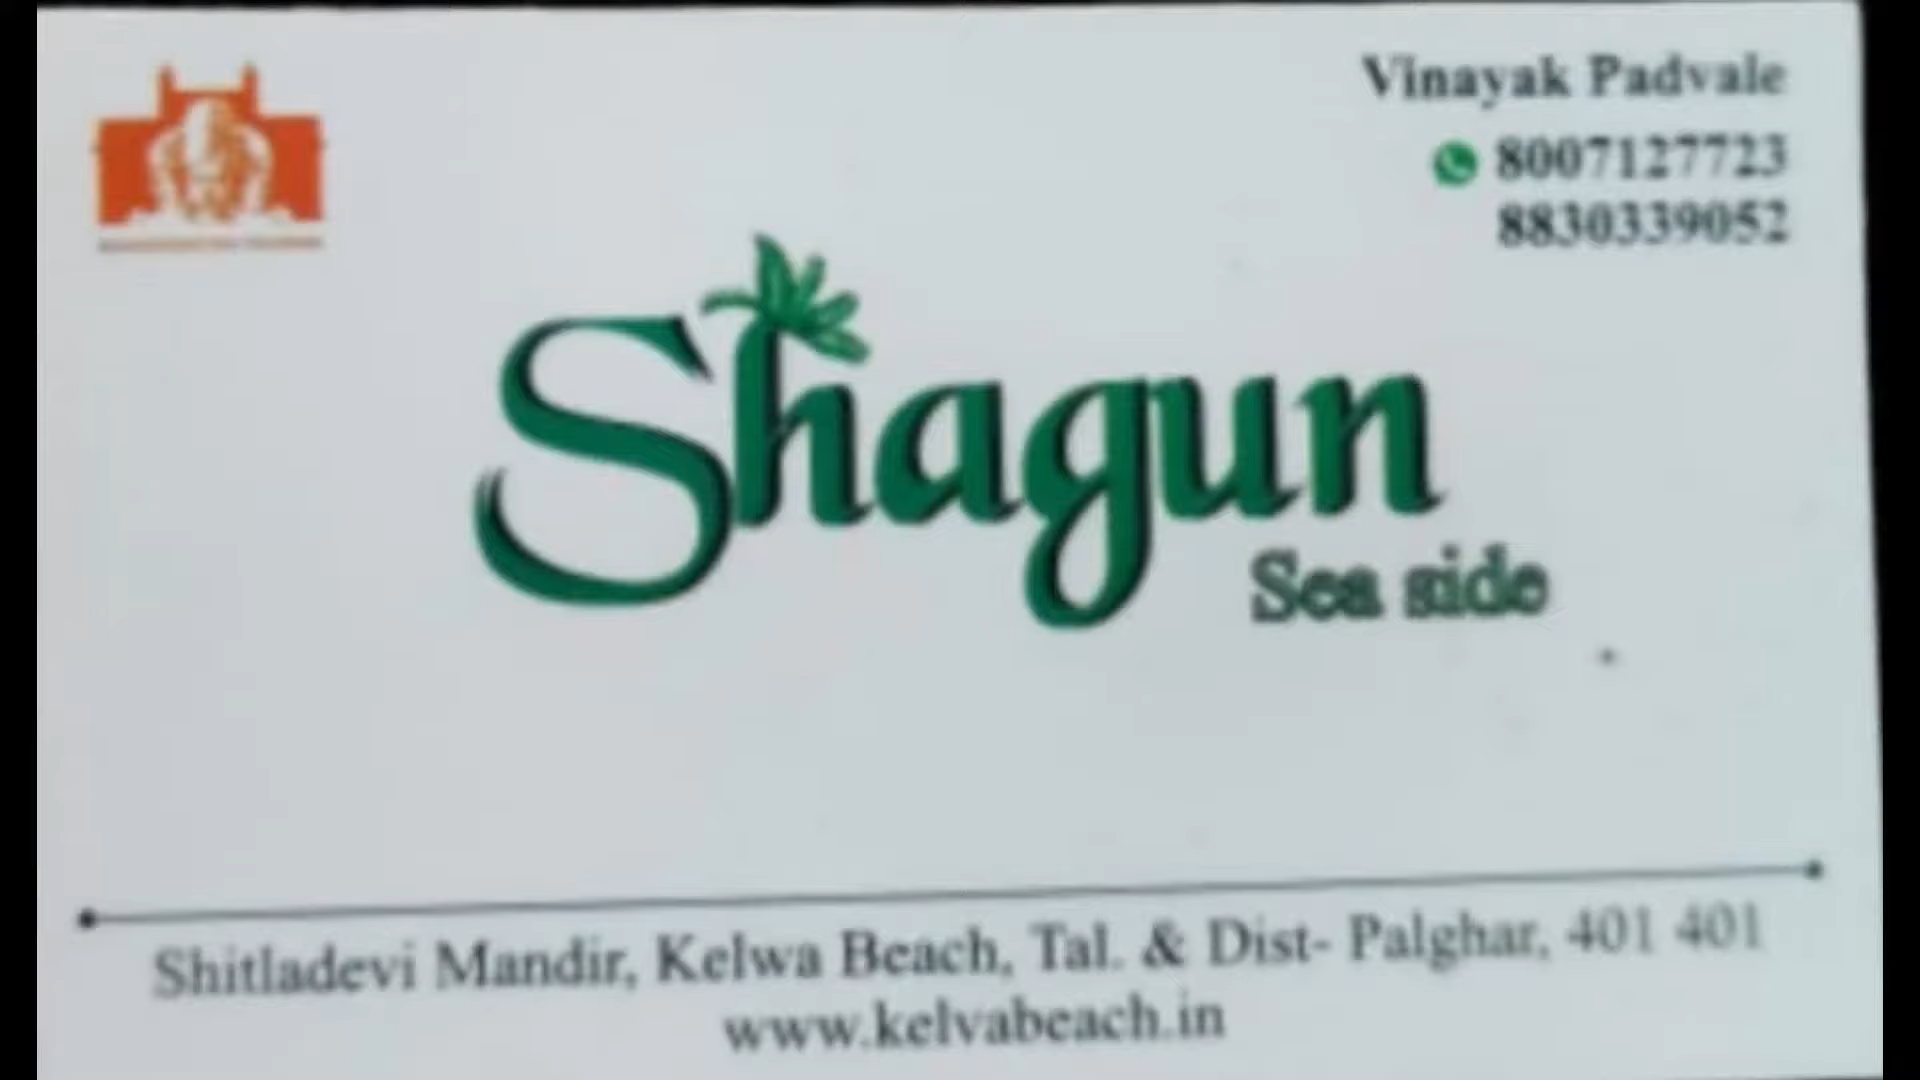 Vinayak Padvale
8007127723
8830339052
Shagun
Sea side
Shitladevi Mandir, Kelwa Beach, Tal. & Dist- Palghar, 401 401
www.kelvabeach.in